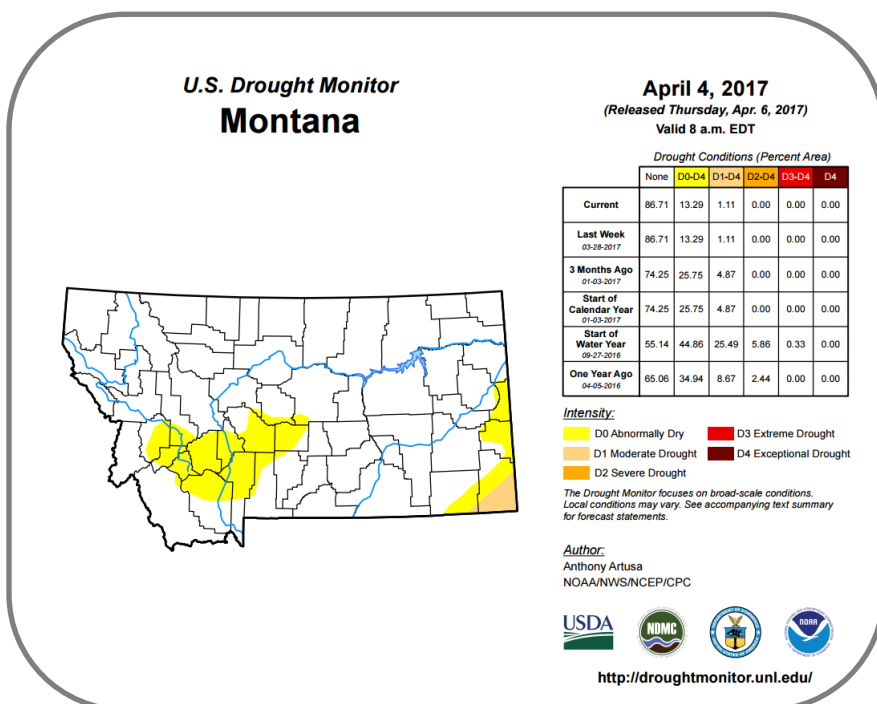 U.S. Drought Monitor
Montana
April 4, 2017
(Released Thursday, Apr. 6, 2017)
Valid 8 a.m. EDT
Drought Conditions (Percent Area)
None D0-D4 D1-D4 D2-D4 D3-D4 D4
Current 86.71 13.29 1.11 0.00 0.00 0.00
Last Week
03-28-2017 86.71 13.29 1.11 0.00 0.00 0.00
3 Months Ago
01-03-2017 74.25 25.75 4.87 0.00 0.00 0.00
Start of
Calendar Year
01-03-2017 74.25 25.75 4.87 0.00 0.00 0.00
Start of
Water Year
09-27-2016 55.14 44.86 25.49 5.86 0.33 0.00
One Year Ago
04-05-2016 65.06 34.94 8.67 2.44 0.00 0.00
Intensity:
D0 Abnormally Dry
D1 Moderate Drought
D2 Severe Drought
D3 Extreme Drought
D4 Exceptional Drought
The Drought Monitor focuses on broad-scale conditions.
Local conditions may vary. See accompanying text summary
for forecast statements.
Author:
Anthony Artusa
NOAA/NWS/NCEP/CPC
USDA
NDMC
NOAA
http://droughtmonitor.unl.edu/